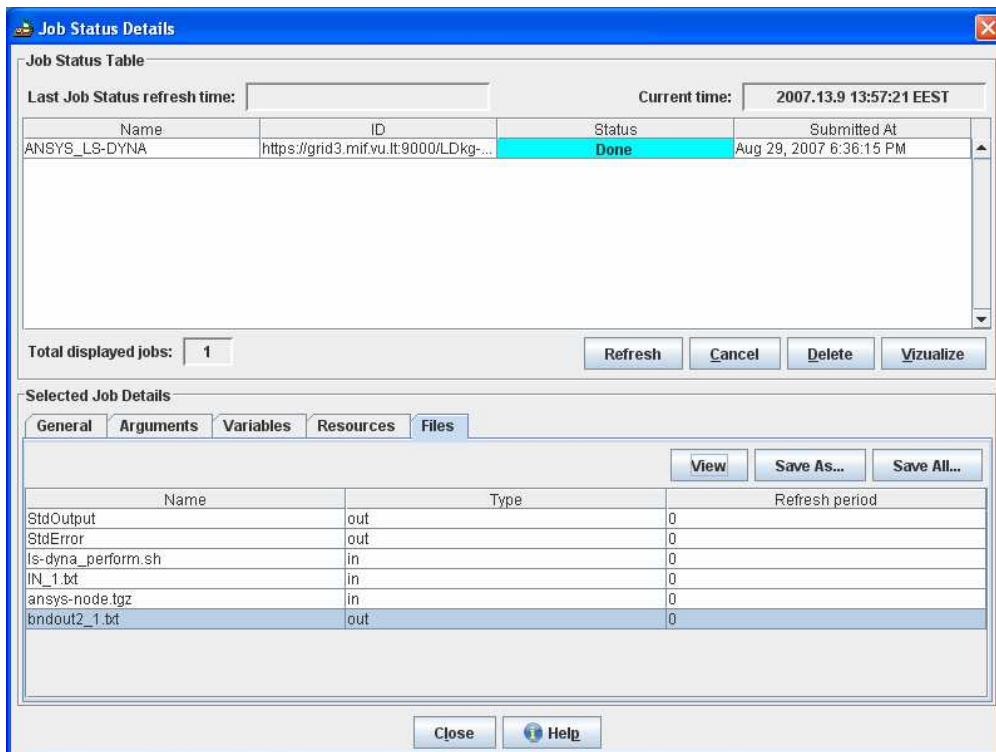 Job Status Details
Job Status Table
Last Job Status refresh time: Current time: 2007.13.9 13:57:21 EEST
Name ID Status Submitted At
ANSYS_LS-DYNA https://grid3.mif.vu.lt:9000/LDkg-... Done Aug 29, 2007 6:36:15 PM
Total displayed jobs: 1 Refresh Cancel Delete Vizualize
Selected Job Details
General Arguments Variables Resources Files
View Save As... Save All...
Name Type Refresh period
StdOutput out 0
StdError out 0
ls-dyna_perform.sh in 0
IN_1.txt in 0
ansys-node.tgz in 0
bndout2_1.txt out 0
Close Help